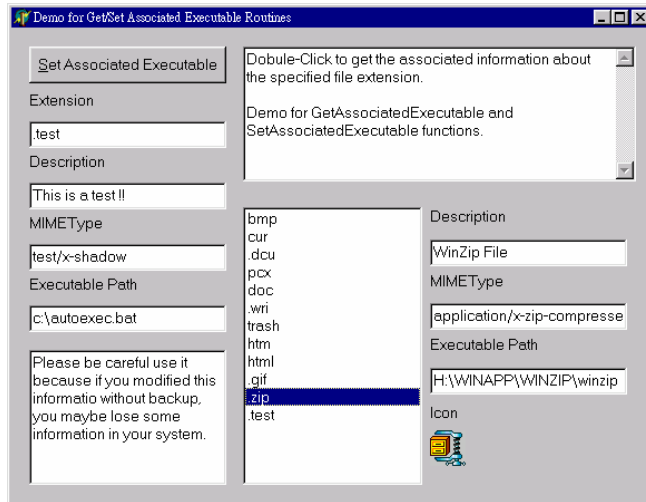 Demo for Get/Set Associated Executable Routines
Set Associated Executable
Extension
.test
Description
This is a test !!
MIMEType
test/x-shadow
Executable Path
c:\autoexec.bat
Please be careful use it
because if you modified this
informatio without backup,
you maybe lose some
information in your system.
Dobule-Click to get the associated information about
the specified file extension.
Demo for GetAssociatedExecutable and
SetAssociatedExecutable functions.
bmp
cur
.dcu
pcx
doc
.wri
trash
htm
html
.gif
.zip
.test
Description
WinZip File
MIMEType
application/x-zip-compresse
Executable Path
H:\WINAPP\WINZIP\winzip
Icon